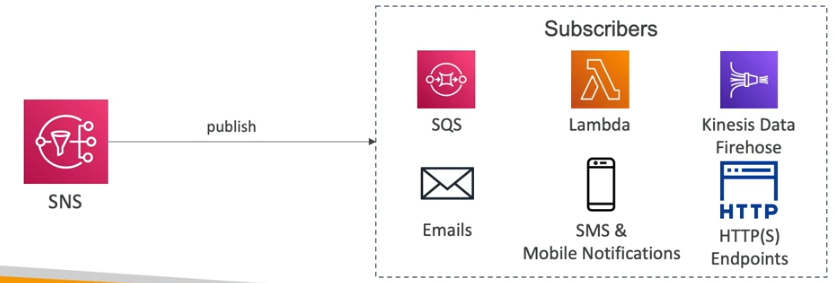 Subscribers
SNS
publish
SQS
Lambda
Kinesis Data
Firehose
Emails
SMS &
Mobile Notifications
HTTP
HTTP(S)
Endpoints